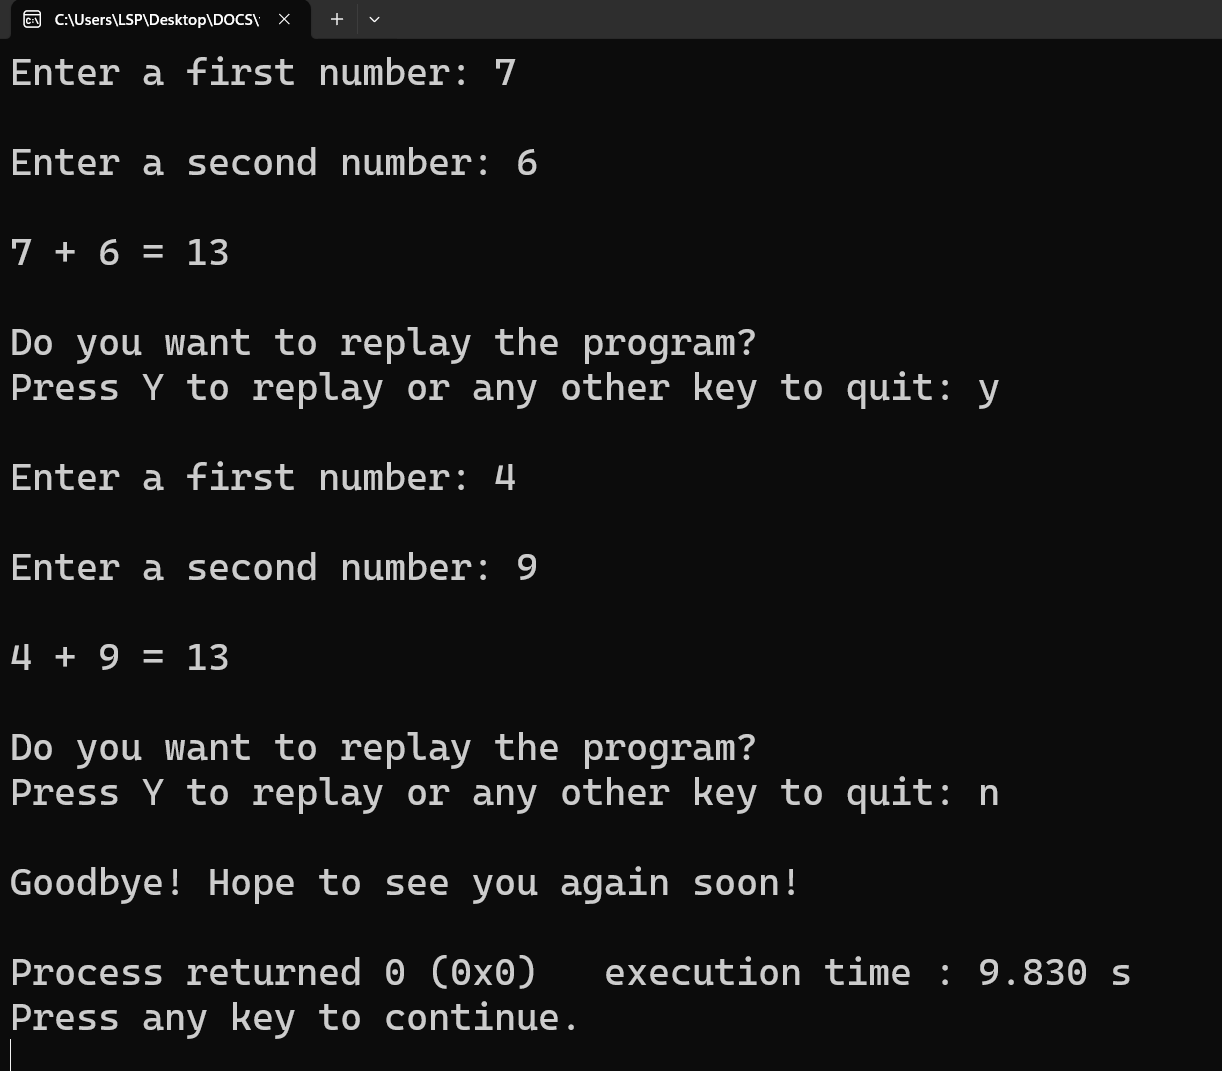 C:\Users\LSP\Desktop\DOCS\
Enter a first number: 7
Enter a second number: 6
7 + 6 = 13
Do you want to replay the program?
Press Y to replay or any other key to quit: y
Enter a first number: 4
Enter a second number: 9
4 + 9 = 13
Do you want to replay the program?
Press Y to replay or any other key to quit: n
Goodbye! Hope to see you again soon!
Process returned 0 (0x0)   execution time : 9.830 s
Press any key to continue.